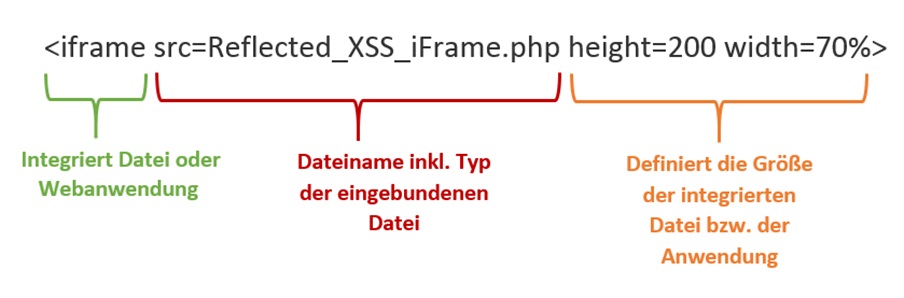 <iframe src=Reflected_XSS_iFrame.php height=200 width=70%>
Integriert Datei oder
Webanwendung
Dateiname inkl. Typ
der eingebundenen
Datei
Definiert die Größe
der integrierten
Datei bzw. der
Anwendung